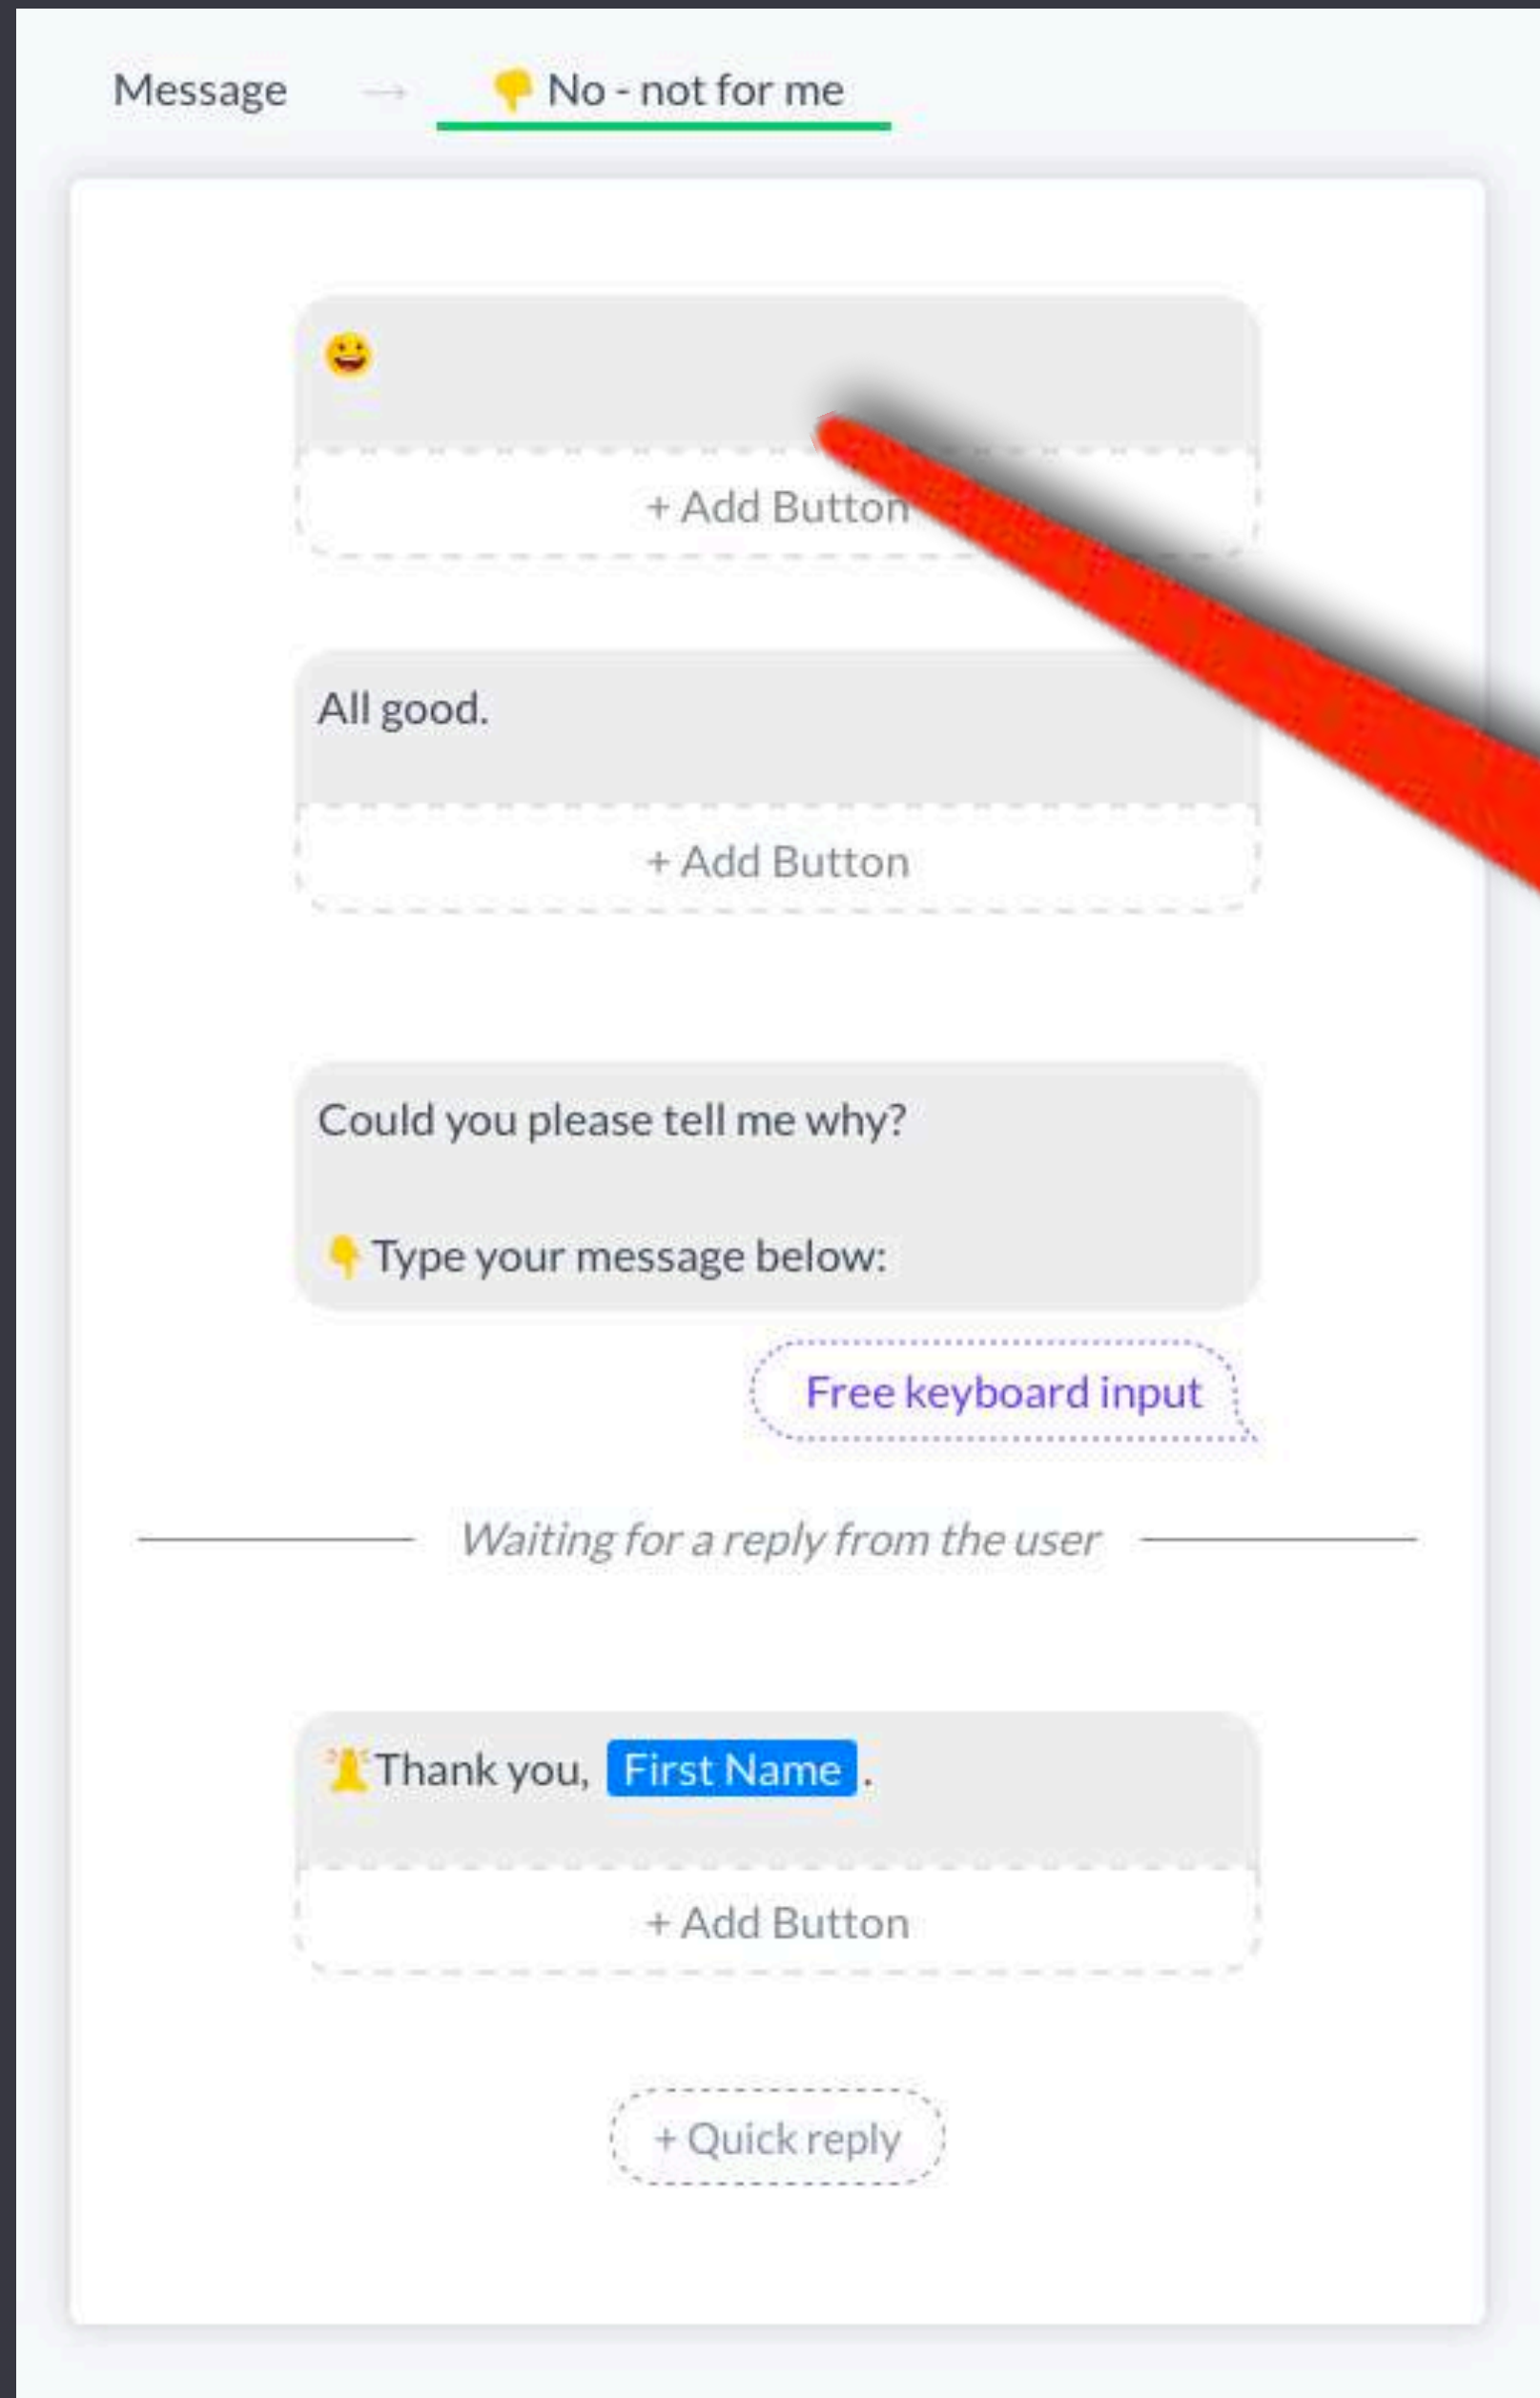 Message → 👎 No - not for me
😀
+ Add Button
All good.
+ Add Button
Could you please tell me why?
👇 Type your message below:
Free keyboard input
Waiting for a reply from the user
🙏Thank you, First Name .
+ Add Button
+ Quick reply